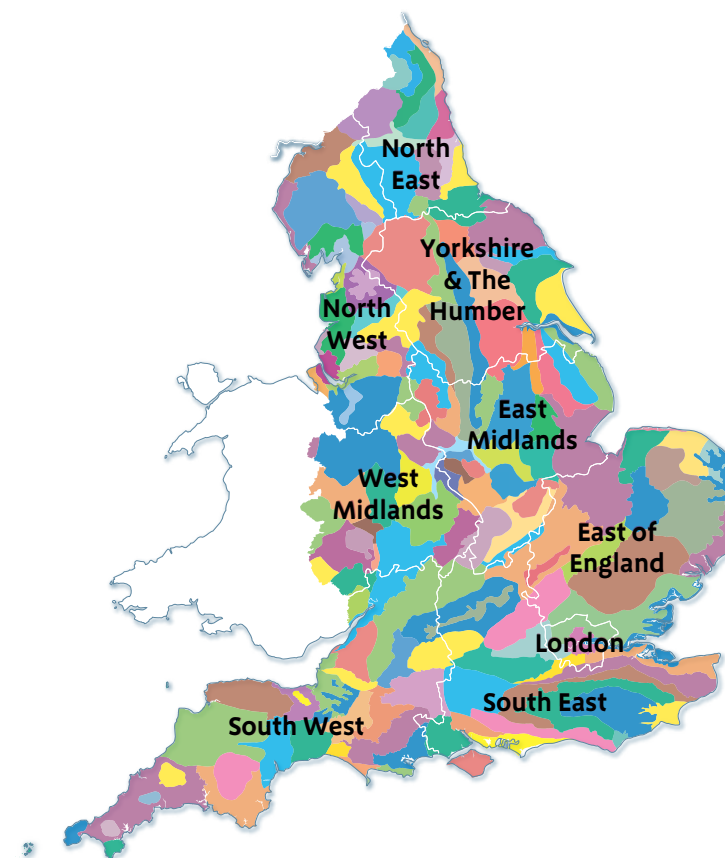 North
East
Yorkshire
& The
Humber
North
West
East
Midlands
West
Midlands
East of
England
London
South East
South West